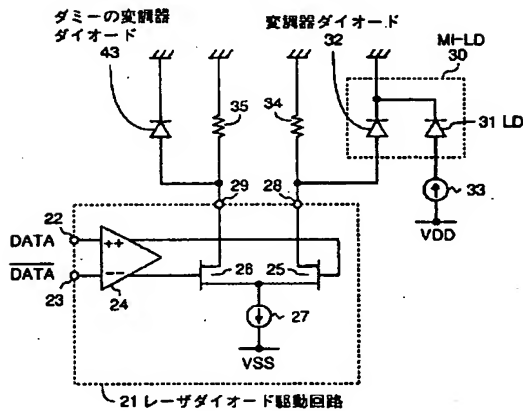 ダミーの変調器
ダイオード
43
変調器ダイオード
32
MI-LD
30
35
34
31 LD
33
VDD
29
28
22
DATA
++
DATA
--
23
24
26
25
27
VSS
21 レーザダイオード駆動回路